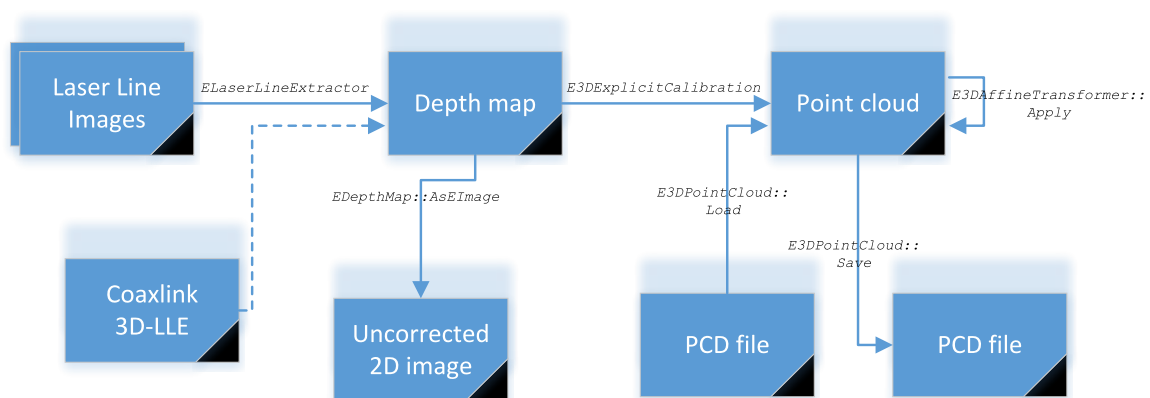 Laser Line
Images
ELaserLineExtractor
Depth map
E3DExplicitCalibration
Point cloud
E3DAffineTransformer::
Apply
EDepthMap::AsEImage
E3DPointCloud::
Load
E3DPointCloud::
Save
Coaxlink
3D-LLE
Uncorrected
2D image
PCD file
PCD file